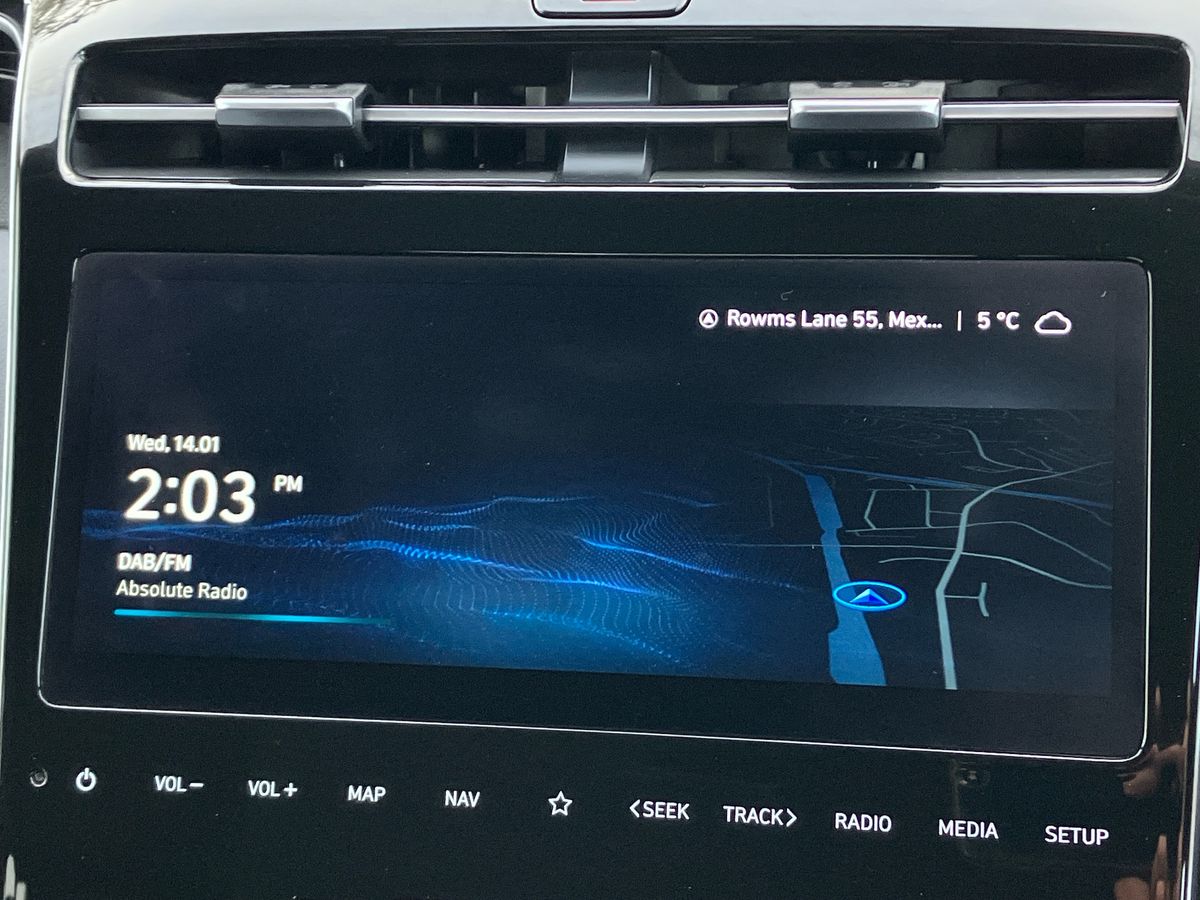 Rowms Lane 55, Mex... | 5 °C
Wed, 14.01
2:03 PM
DAB/FM
Absolute Radio
VOL− VOL+ MAP NAV <SEEK TRACK> RADIO MEDIA SETUP